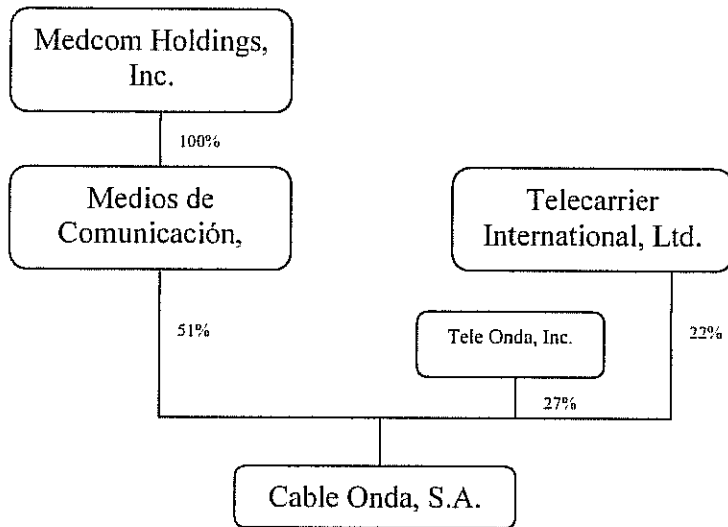 Medcom Holdings,
Inc.
100%
Medios de
Comunicación,
Telecarrier
International, Ltd.
51%
Tele Onda, Inc.
22%
27%
Cable Onda, S.A.